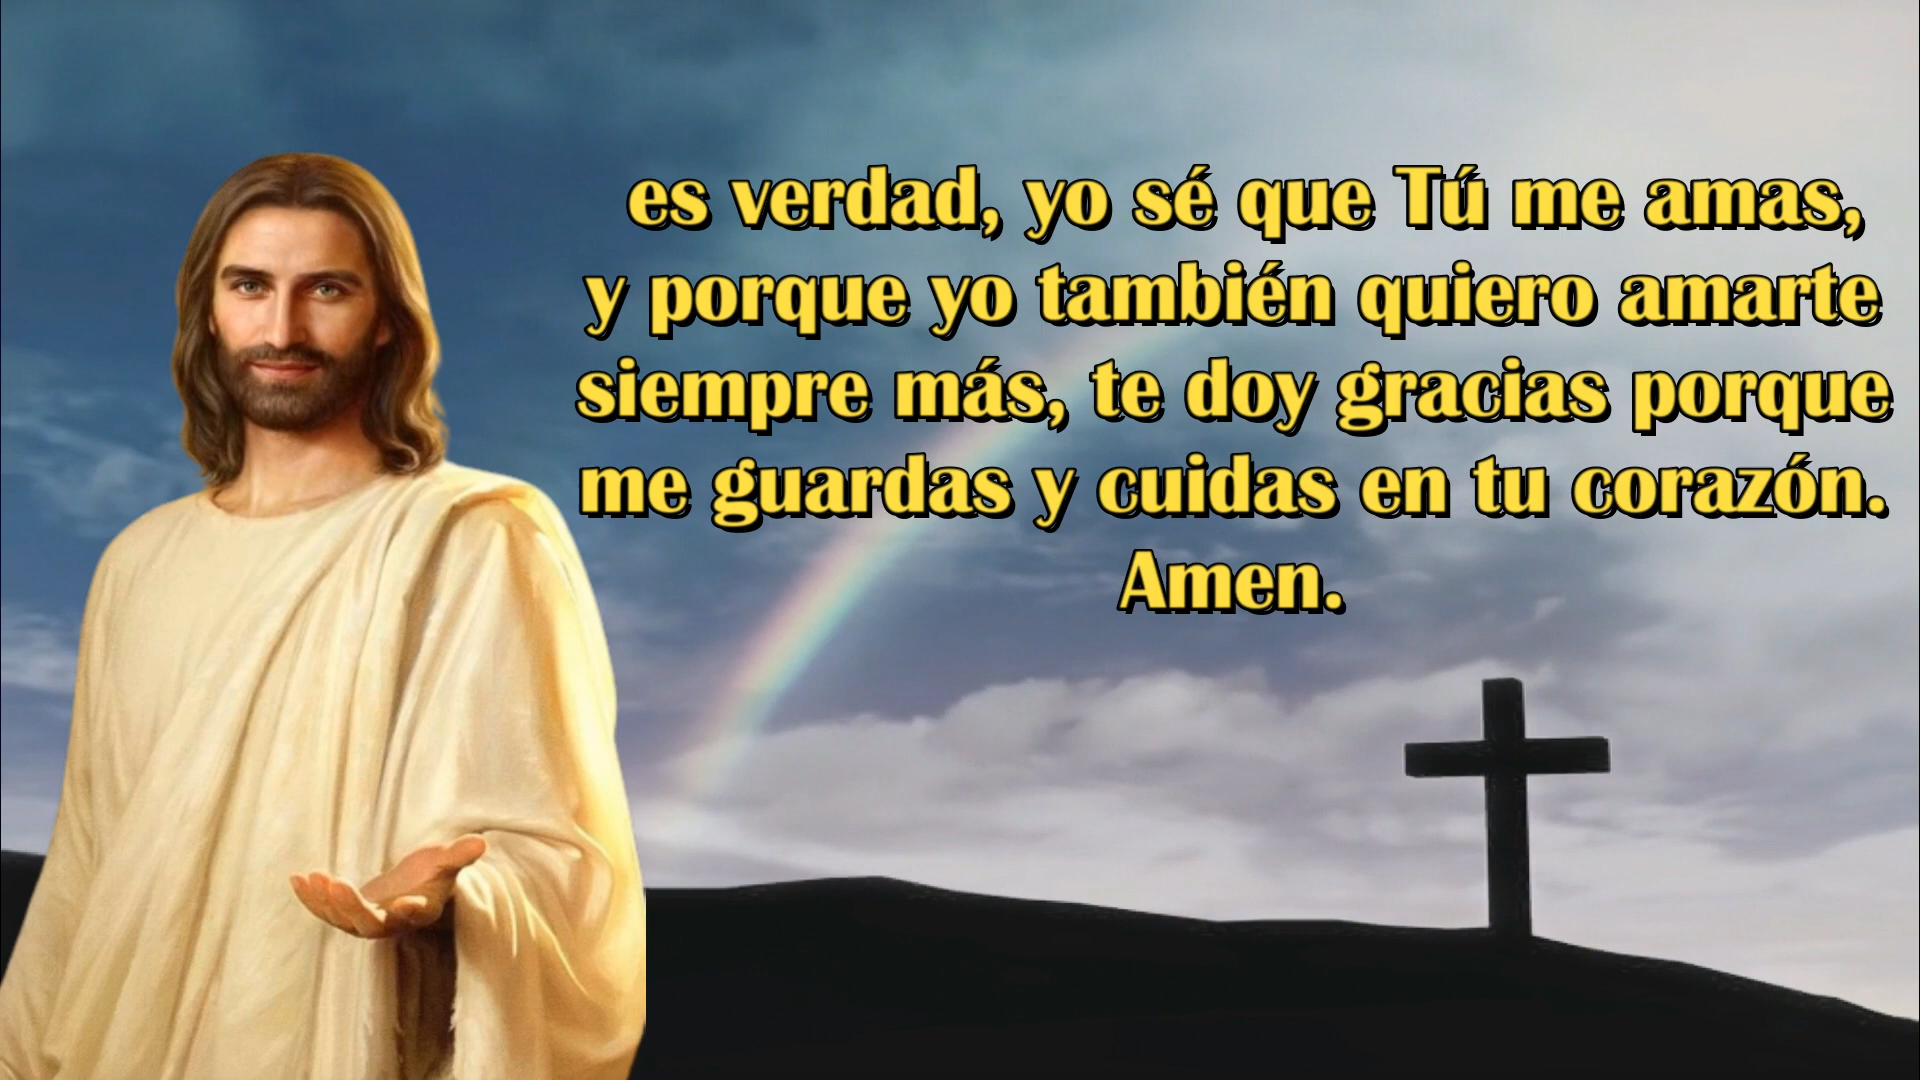 es verdad, yo sé que Tú me amas,
y porque yo también quiero amarte
siempre más, te doy gracias porque
me guardas y cuidas en tu corazón.
Amen.